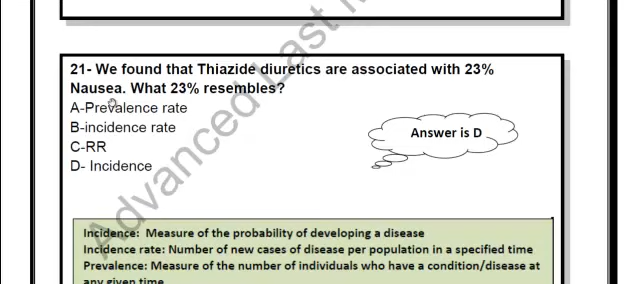 21- We found that Thiazide diuretics are associated with 23%
Nausea. What 23% resembles?
A-Prevalence rate
B-incidence rate
C-RR
D- Incidence
Answer is D
Incidence: Measure of the probability of developing a disease
Incidence rate: Number of new cases of disease per population in a specified time
Prevalence: Measure of the number of individuals who have a condition/disease at
any given time
Advanced Last